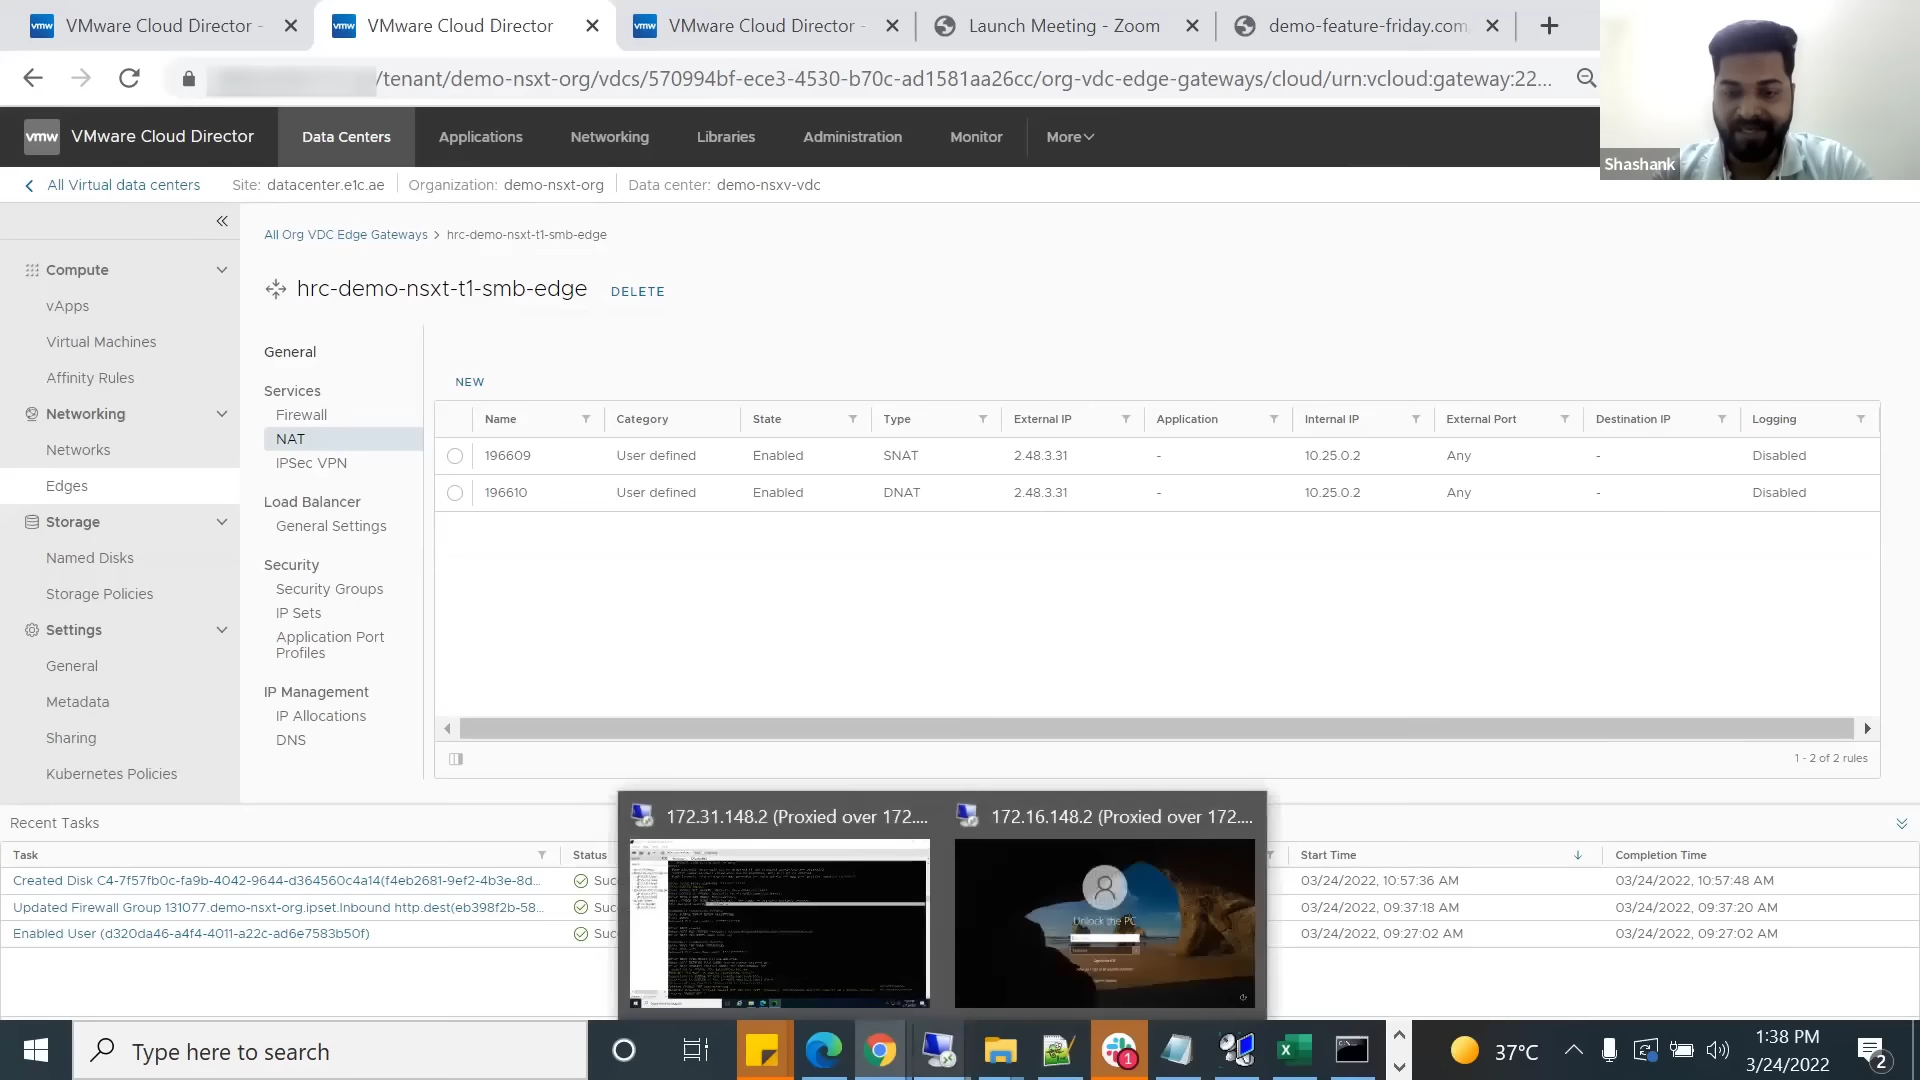 VMware Cloud Director -
VMware Cloud Director
VMware Cloud Director -
Launch Meeting - Zoom
demo-feature-friday.com
/tenant/demo-nsxt-org/vdcs/570994bf-ece3-4530-b70c-ad1581aa26cc/org-vdc-edge-gateways/cloud/urn:vcloud:gateway:22...
vmw VMware Cloud Director Data Centers Applications Networking Libraries Administration Monitor More
Shashank
All Virtual data centers Site: datacenter.e1c.ae Organization: demo-nsxt-org Data center: demo-nsxv-vdc
Compute
vApps
Virtual Machines
Affinity Rules
Networking
Networks
Edges
Storage
Named Disks
Storage Policies
Settings
General
Metadata
Sharing
Kubernetes Policies
All Org VDC Edge Gateways > hrc-demo-nsxt-t1-smb-edge
hrc-demo-nsxt-t1-smb-edge DELETE
General
Services
Firewall
NAT
IPSec VPN
Load Balancer
General Settings
Security
Security Groups
IP Sets
Application Port
Profiles
IP Management
IP Allocations
DNS
NEW
Name Category State Type External IP Application Internal IP External Port Destination IP Logging
196609 User defined Enabled SNAT 2.48.3.31 - 10.25.0.2 Any - Disabled
196610 User defined Enabled DNAT 2.48.3.31 - 10.25.0.2 Any - Disabled
1 - 2 of 2 rules
Recent Tasks
Task Status Start Time Completion Time
Created Disk C4-7f57fb0c-fa9b-4042-9644-d364560c4a14(f4eb2681-9ef2-4b3e-8d... Succ 03/24/2022, 10:57:36 AM 03/24/2022, 10:57:48 AM
Updated Firewall Group 131077.demo-nsxt-org.ipset.Inbound http.dest(eb398f2b-58... Succ 03/24/2022, 09:37:18 AM 03/24/2022, 09:37:20 AM
Enabled User (d320da46-a4f4-4011-a22c-ad6e7583b50f) Succ 03/24/2022, 09:27:02 AM 03/24/2022, 09:27:02 AM
172.31.148.2 (Proxied over 172....
172.16.148.2 (Proxied over 172....
Unlock the PC
Type here to search
1
37°C
1:38 PM
3/24/2022
2